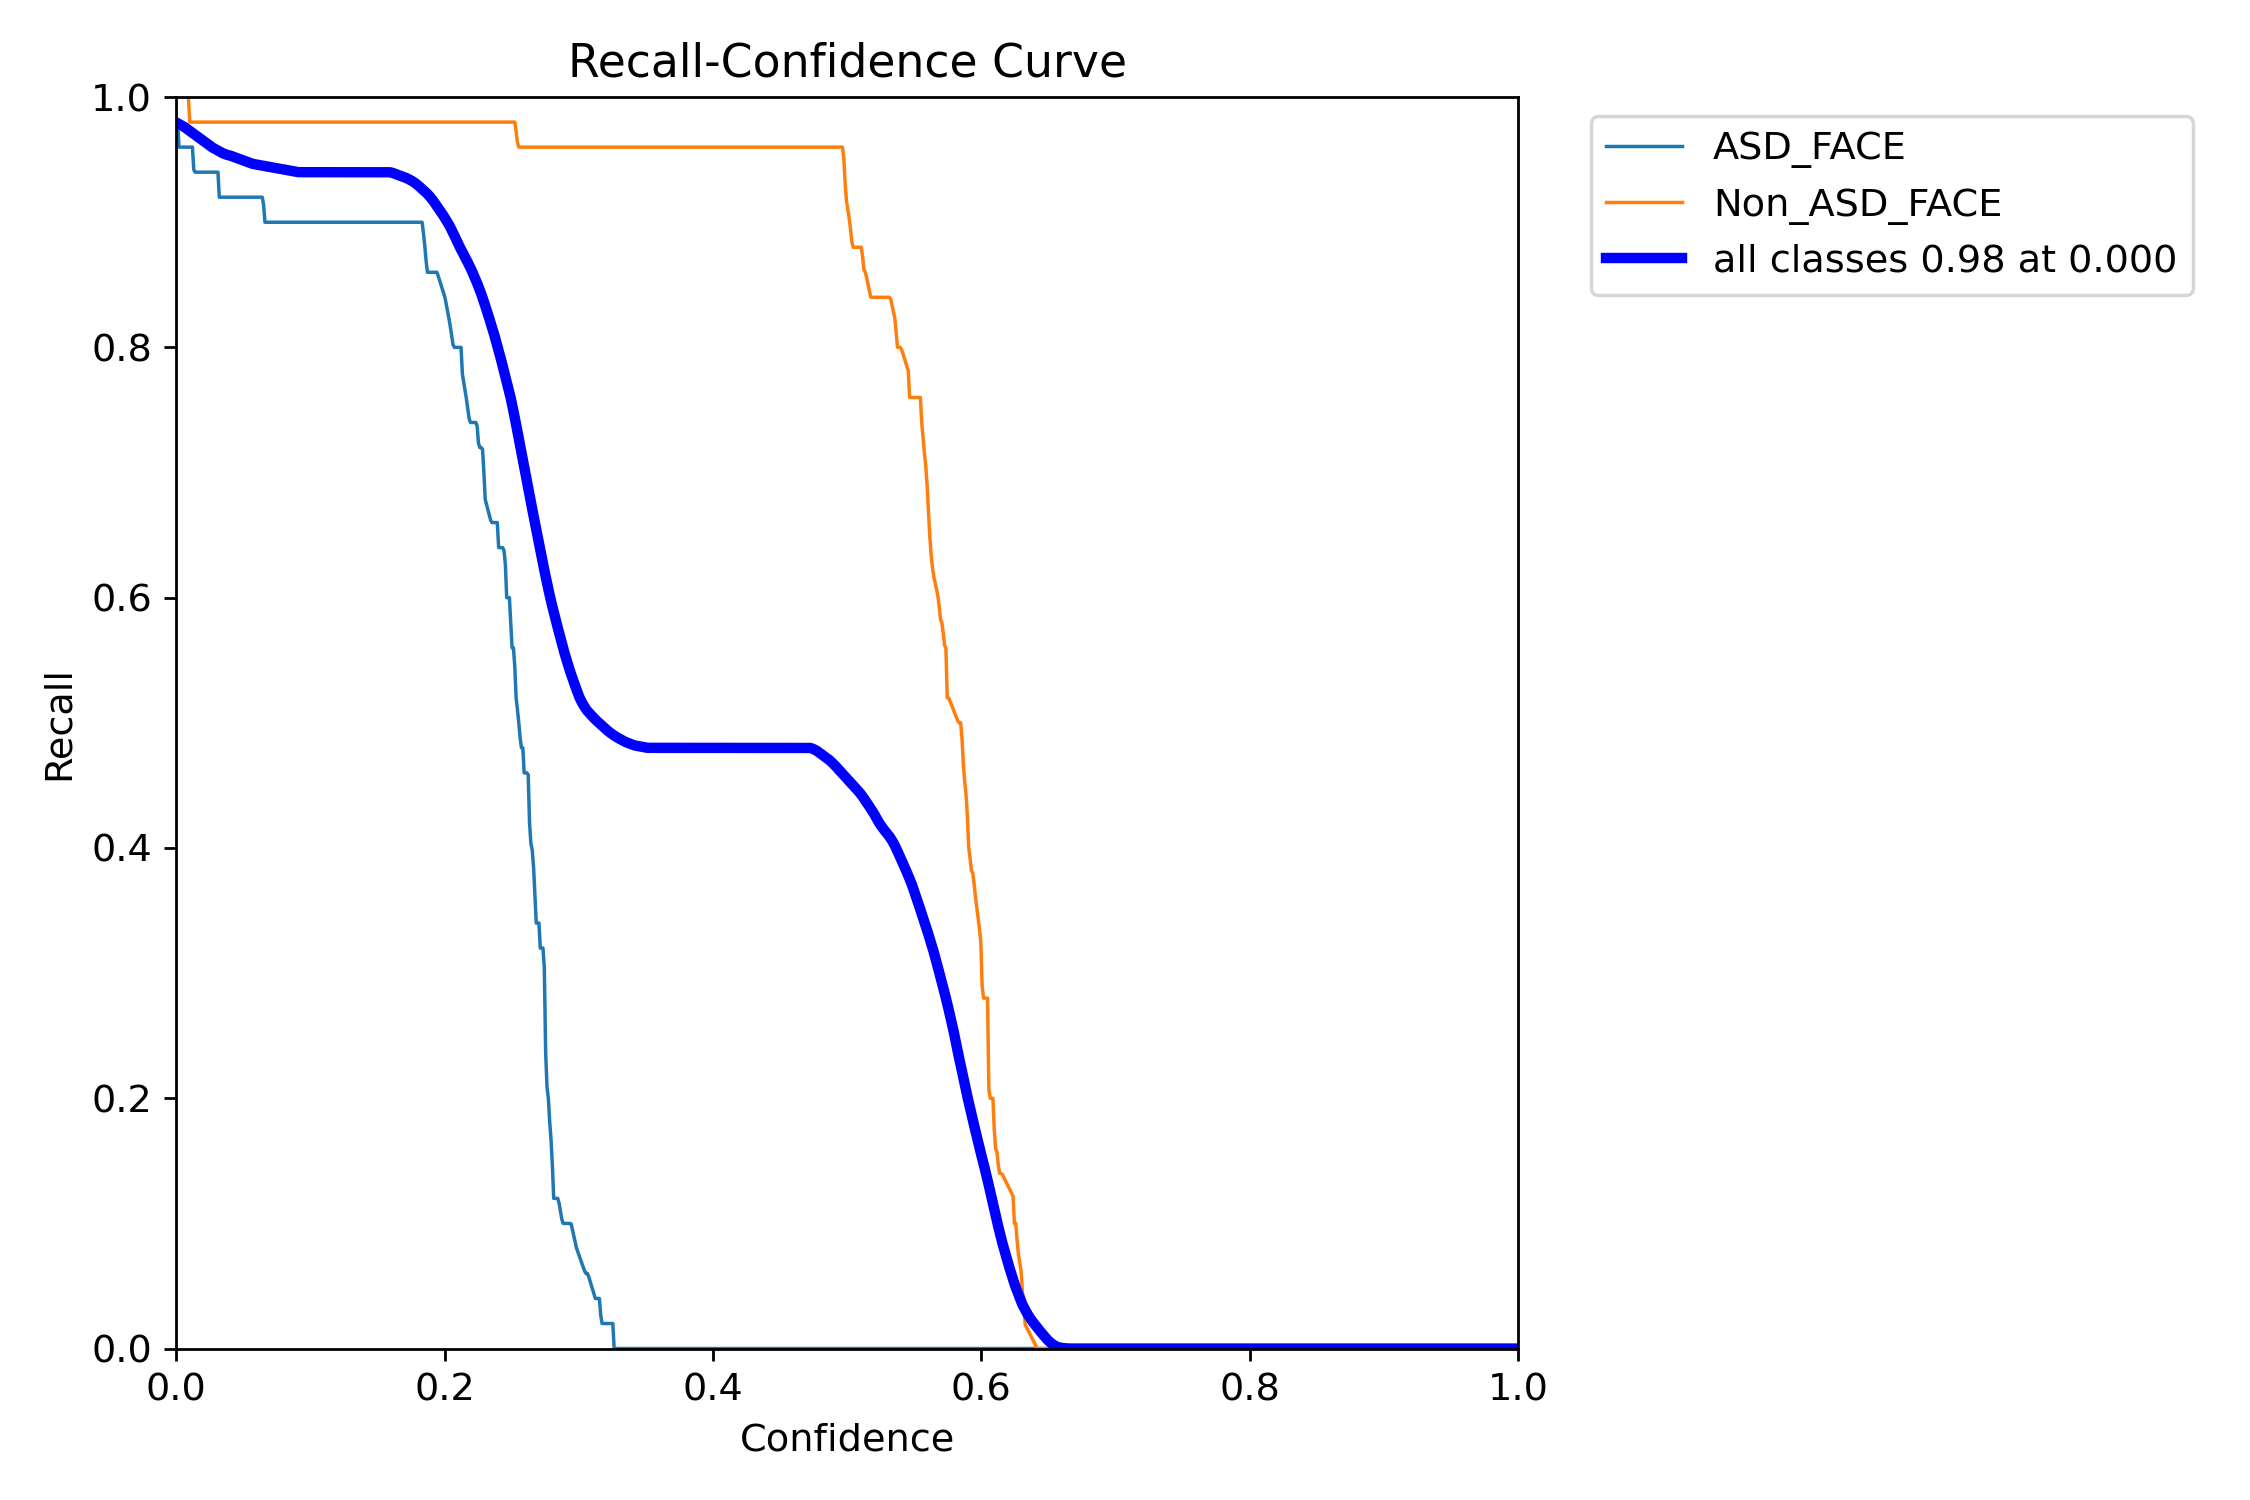 Recall-Confidence Curve
1.0
0.8
0.6
0.4
0.2
0.0
Recall
0.0 0.2 0.4 0.6 0.8 1.0
Confidence
ASD_FACE
Non_ASD_FACE
all classes 0.98 at 0.000